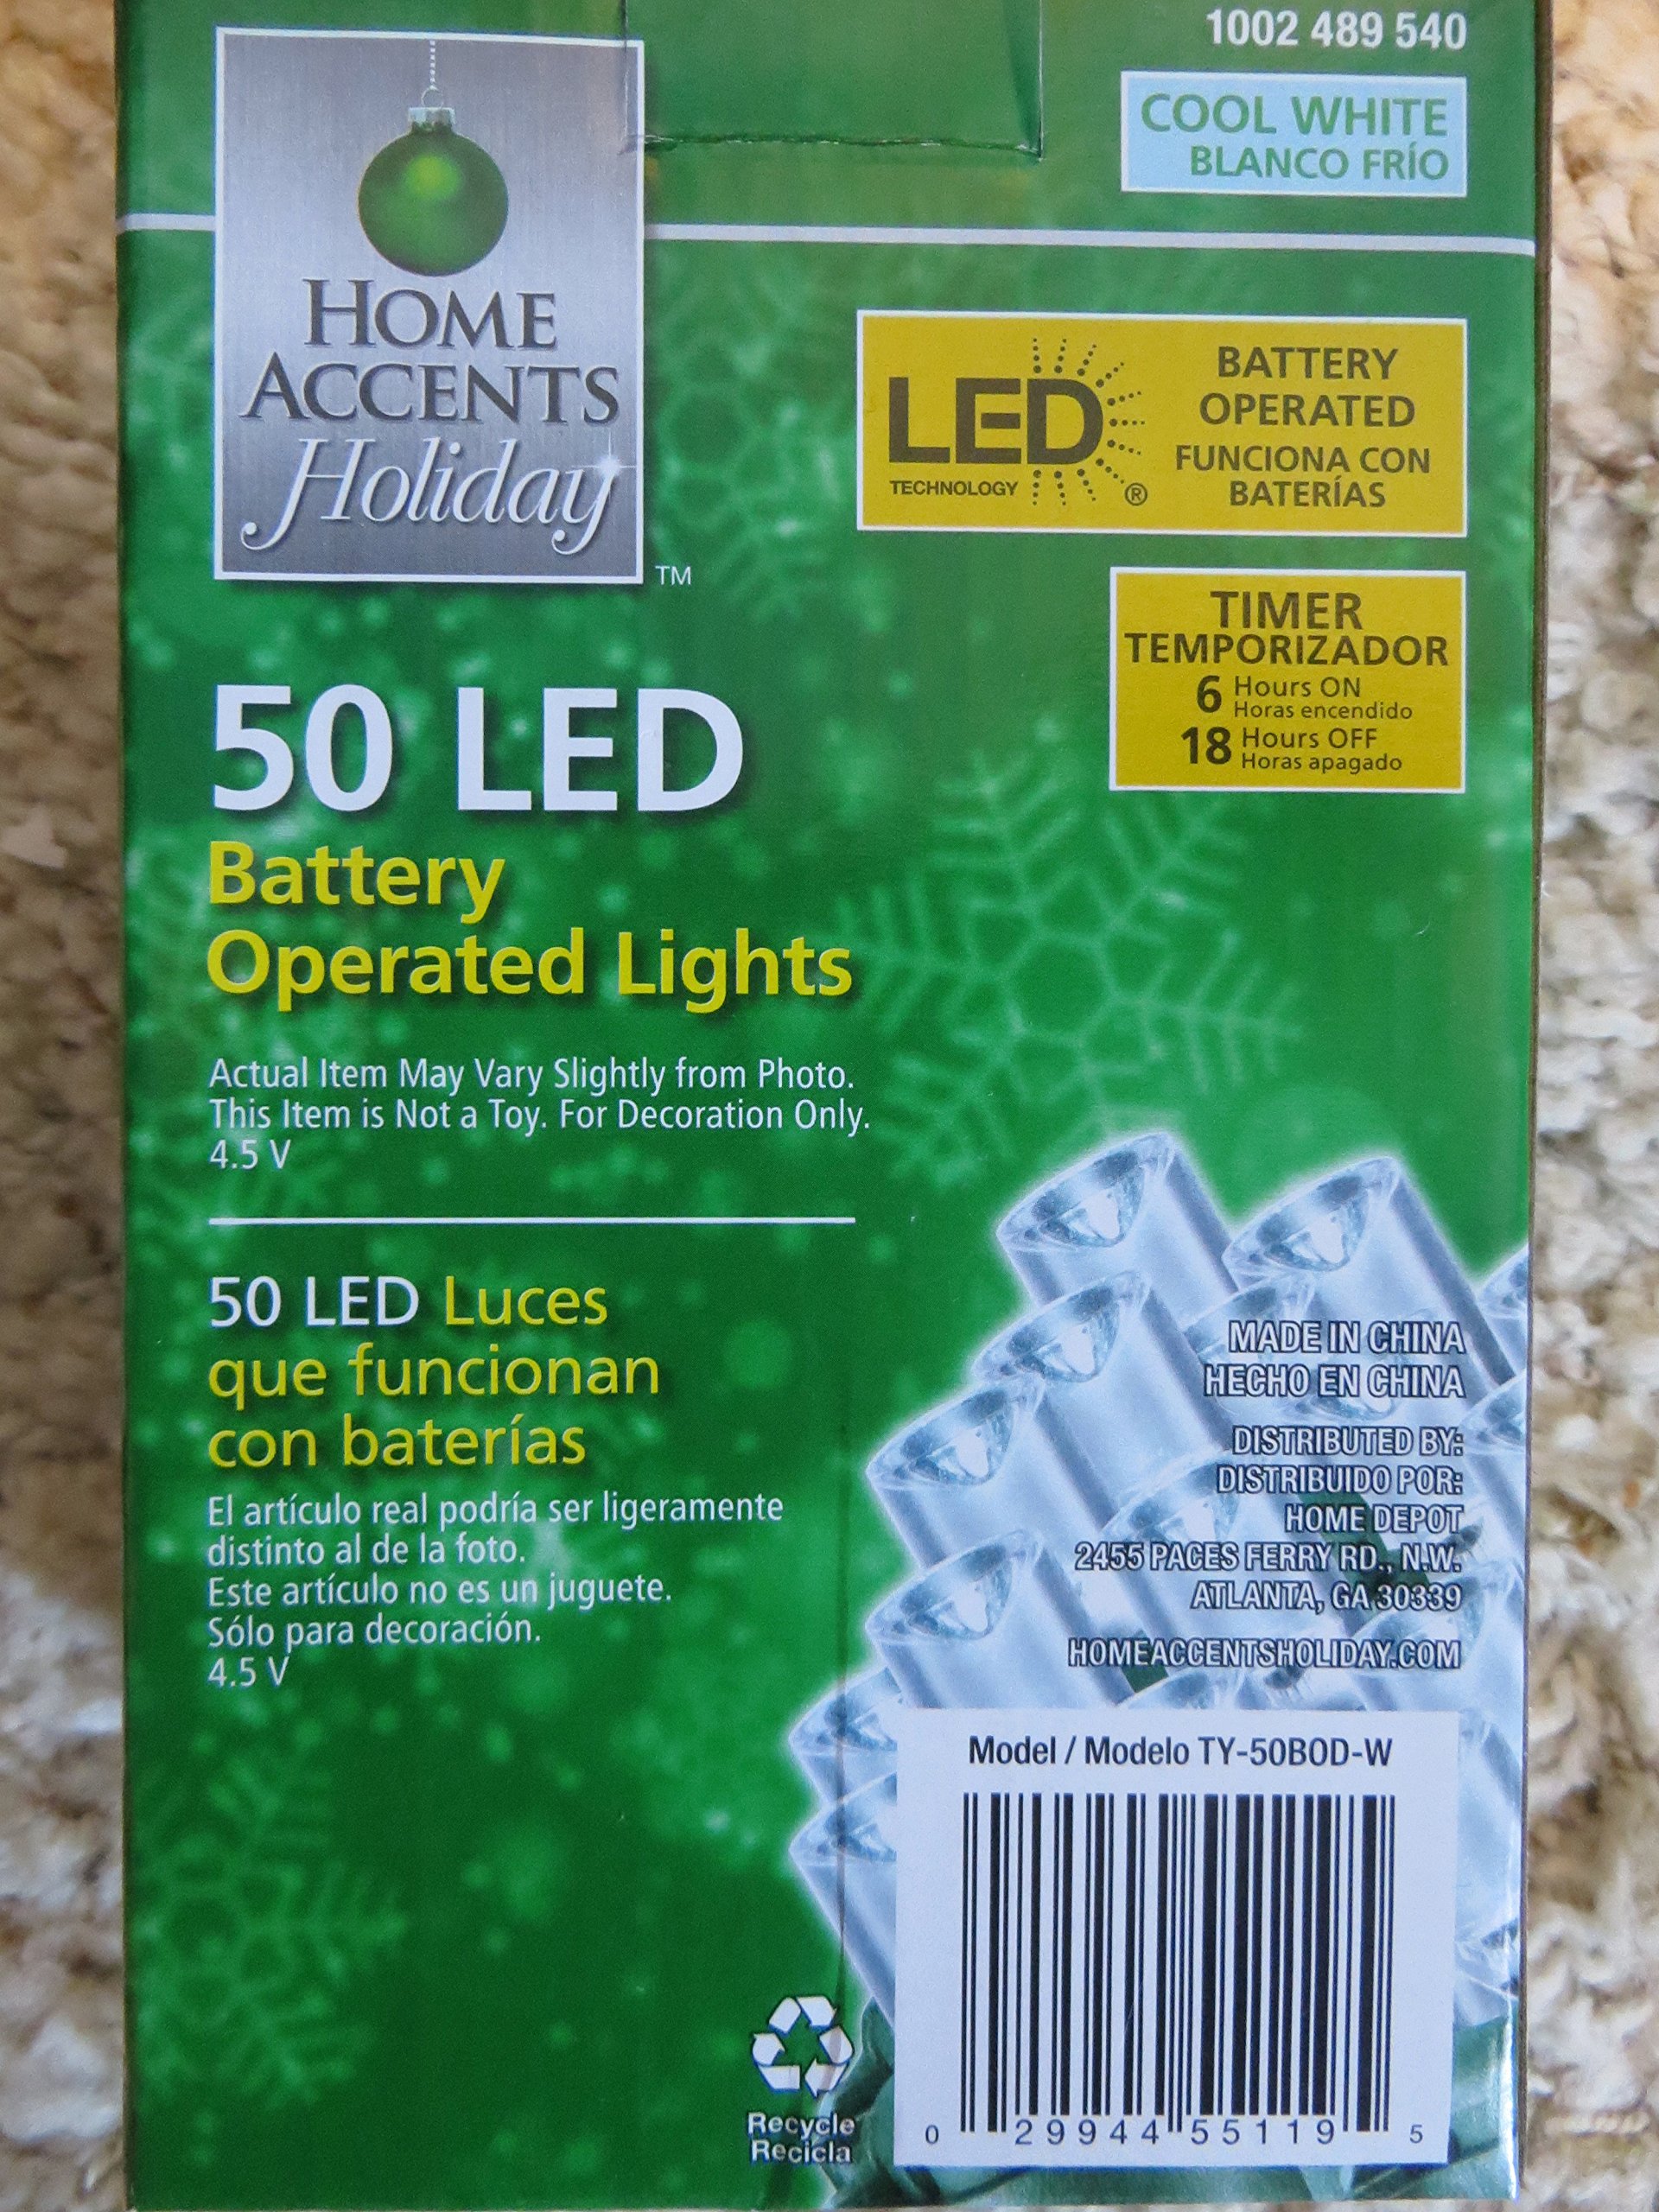 1002 489 540
COOL WHITE
BLANCO FRÍO
HOME
ACCENTS
Holiday
TM
LED
TECHNOLOGY
®
BATTERY
OPERATED
FUNCIONA CON
BATERÍAS
TIMER
TEMPORIZADOR
6 Hours ON
Horas encendido
18 Hours OFF
Horas apagado
50 LED
Battery
Operated Lights
Actual Item May Vary Slightly from Photo.
This Item is Not a Toy. For Decoration Only.
4.5 V
50 LED Luces
que funcionan
con baterías
El artículo real podría ser ligeramente
distinto al de la foto.
Este artículo no es un juguete.
Sólo para decoración.
4.5 V
MADE IN CHINA
HECHO EN CHINA
DISTRIBUTED BY:
DISTRIBUIDO POR:
HOME DEPOT
2455 PACES FERRY RD., N.W.
ATLANTA, GA 30339
HOMEACCENTSHOLIDAY.COM
Model / Modelo TY-50BOD-W
0 29944 55119 5
Recycle
Recicla